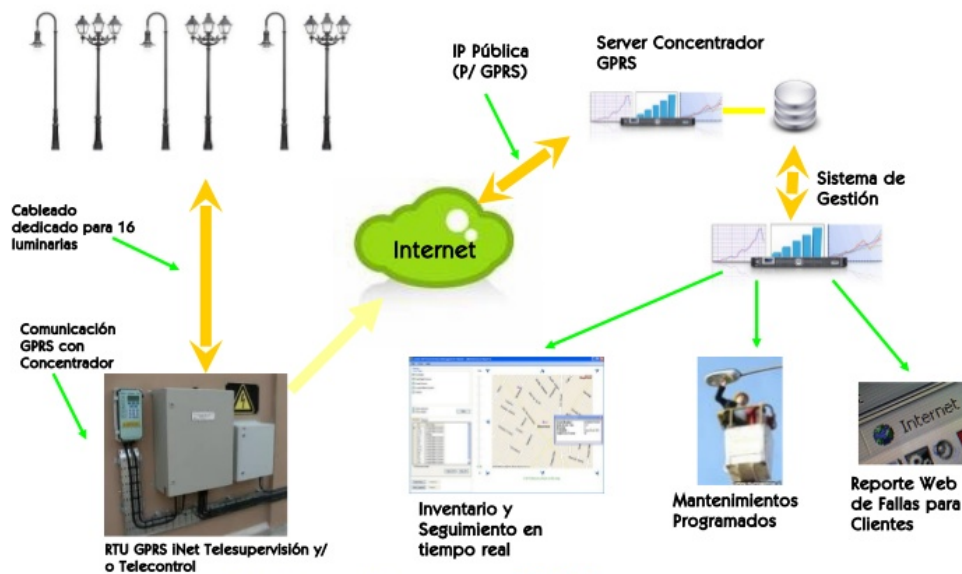 IP Pública
(P/ GPRS)
Server Concentrador
GPRS
Cableado
dedicado para 16
luminarias
Internet
Sistema de
Gestión
Comunicación
GPRS con
Concentrador
RTU GPRS iNet Telesupervisión y/
o Telecontrol
Inventario y
Seguimiento en
tiempo real
Mantenimientos
Programados
Internet
Reporte Web
de Fallas para
Clientes